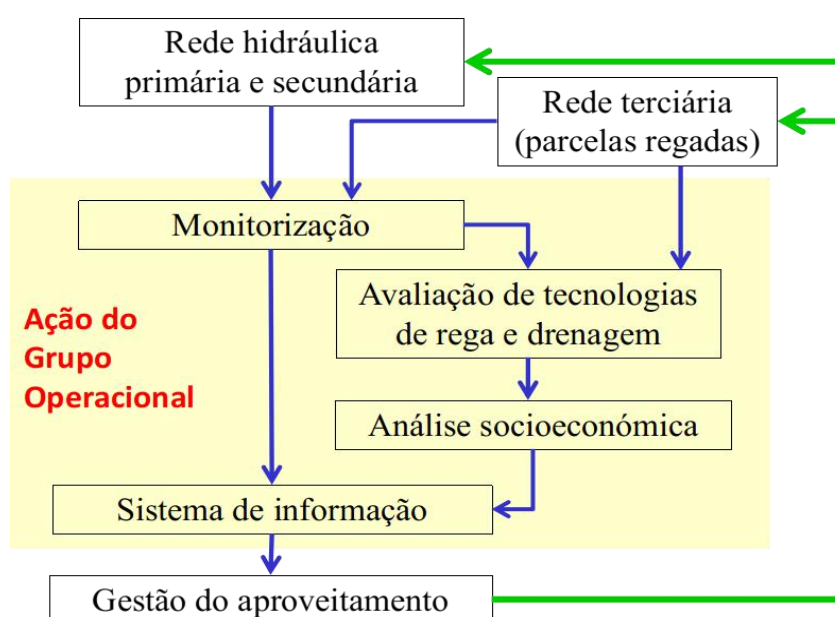 Rede hidráulica
primária e secundária
Rede terciária
(parcelas regadas)
Monitorização
Avaliação de tecnologias
de rega e drenagem
Ação do
Grupo
Operacional
Análise socioeconómica
Sistema de informação
Gestão do aproveitamento